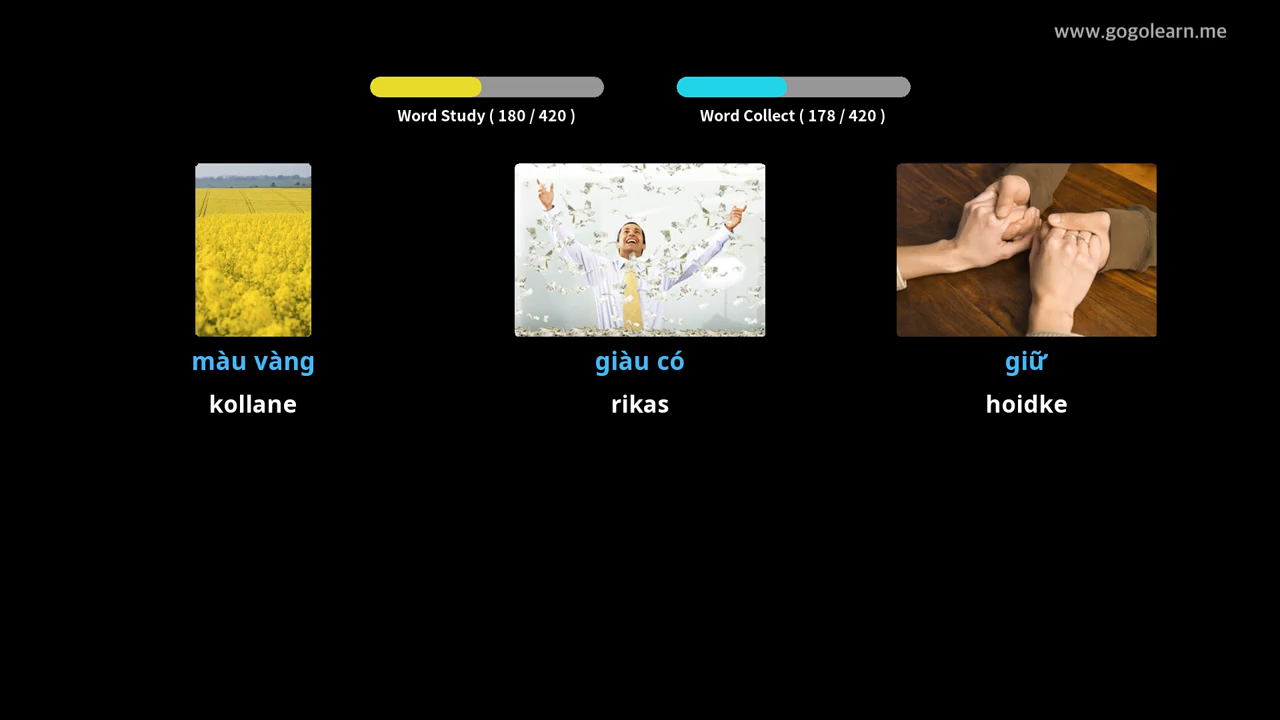 www.gogolearn.me
Word Study ( 180 / 420 )
Word Collect ( 178 / 420 )
màu vàng
giàu có
giữ
kollane
rikas
hoidke